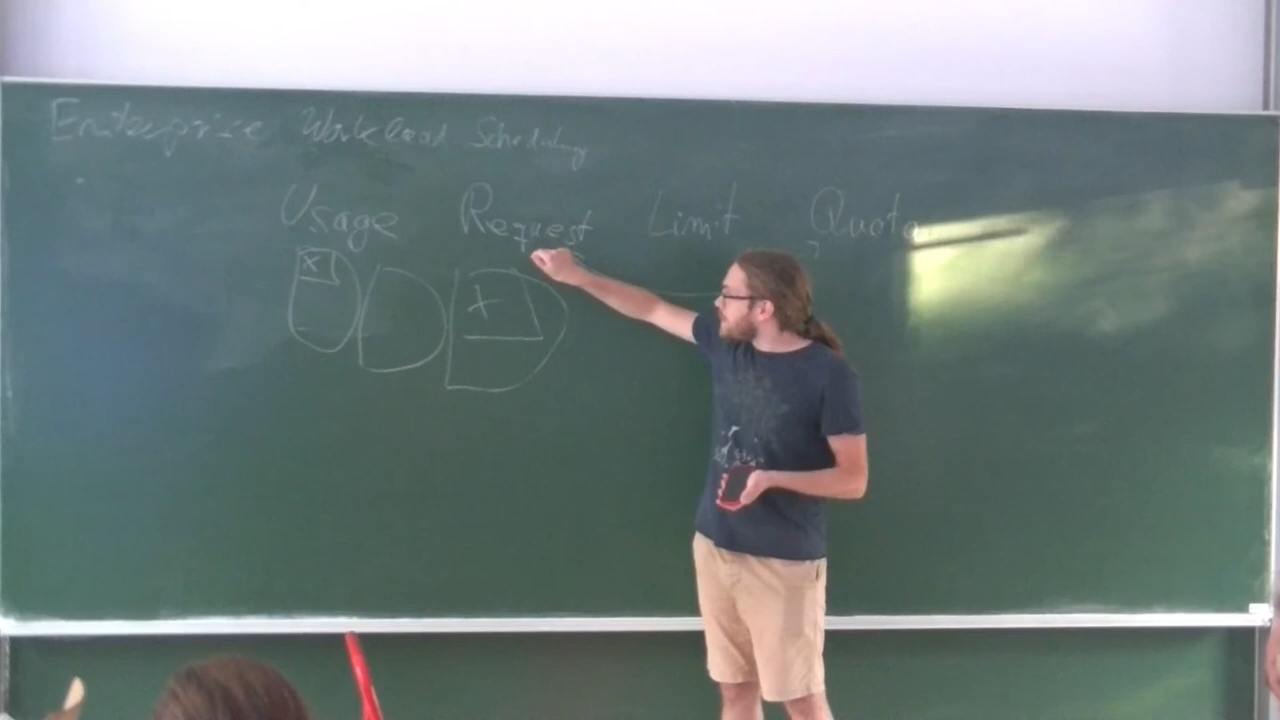 Enterprise Workload Scheduling
Usage Request Limit Quota
x